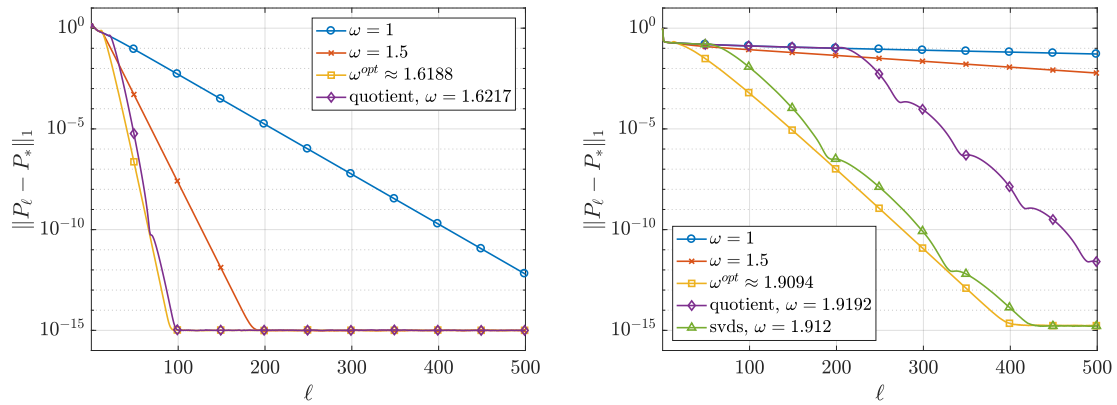 10^0
10^{-5}
10^{-10}
10^{-15}
100 200 300 400 500
ℓ
‖P_ℓ − P_*‖_1
ω = 1
ω = 1.5
ω^{opt} ≈ 1.6188
quotient, ω = 1.6217
10^0
10^{-5}
10^{-10}
10^{-15}
100 200 300 400 500
ℓ
‖P_ℓ − P_*‖_1
ω = 1
ω = 1.5
ω^{opt} ≈ 1.9094
quotient, ω = 1.9192
svds, ω = 1.912